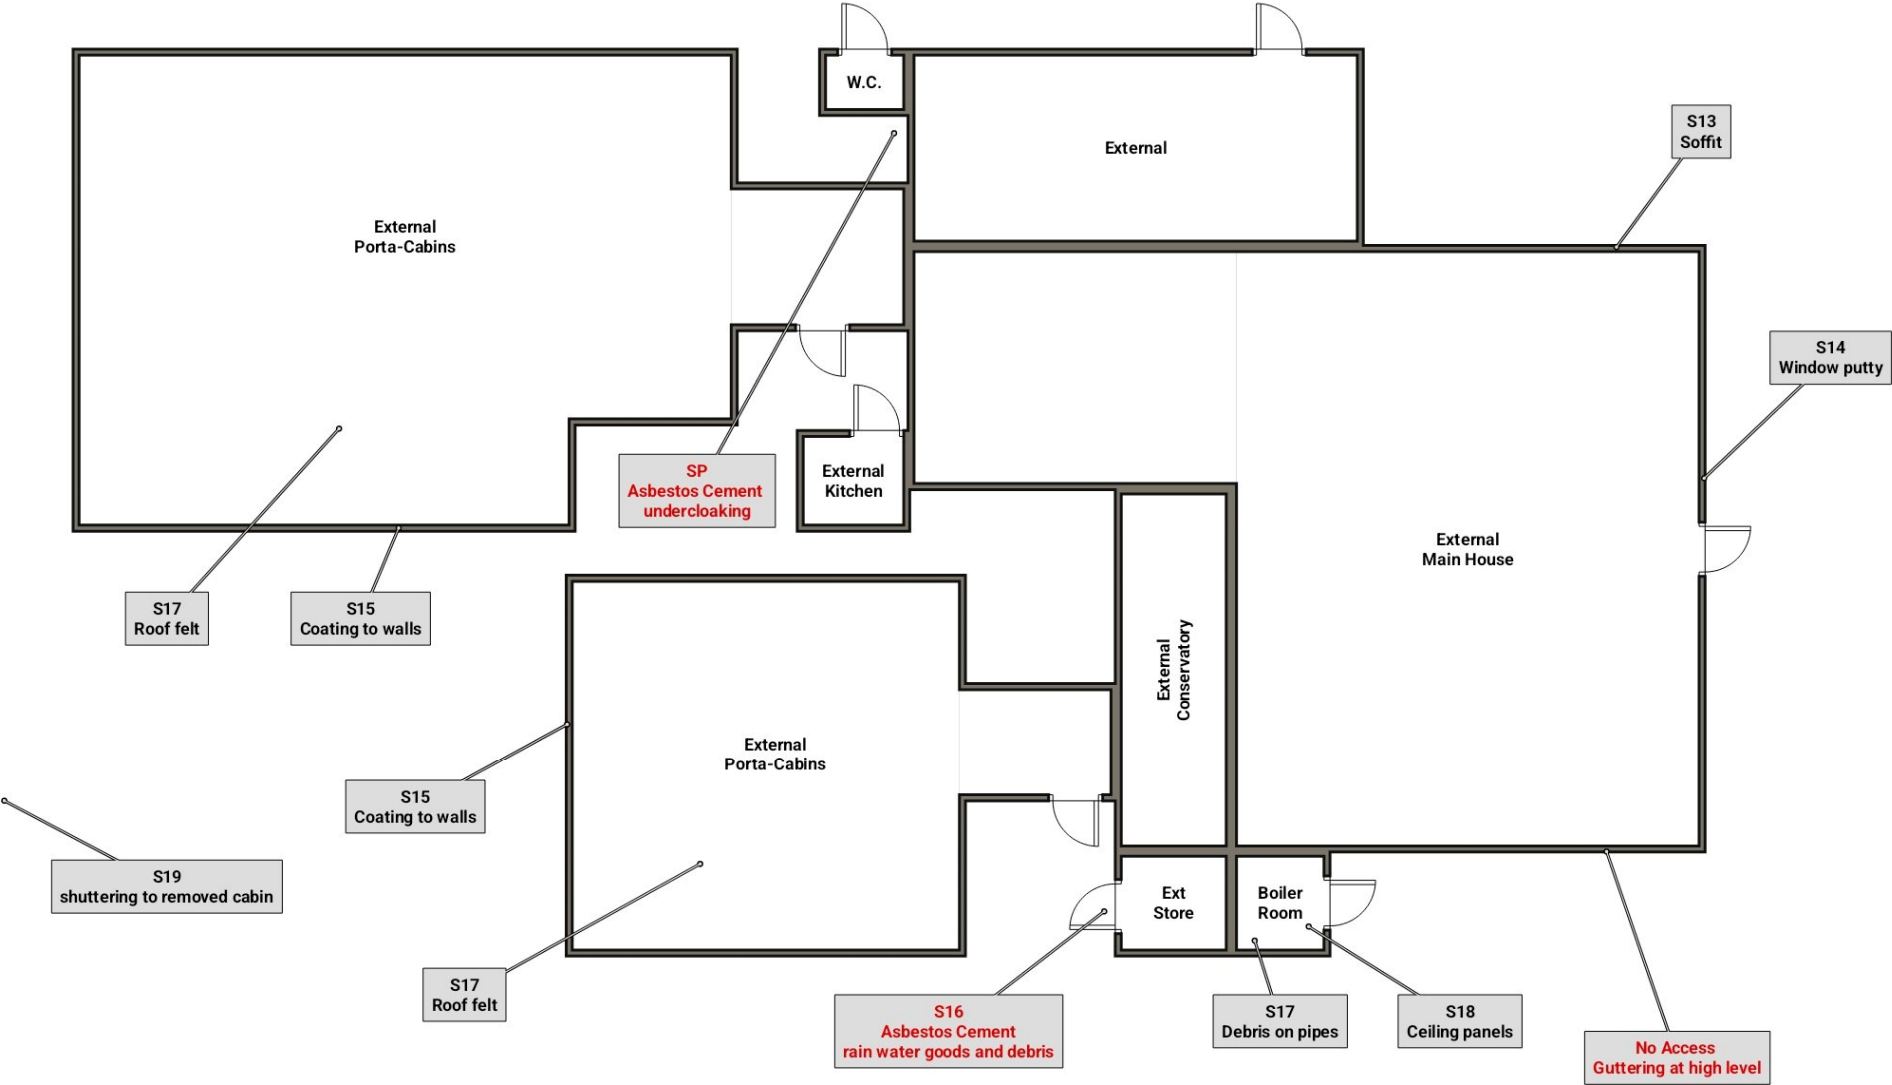 W.C.
External
S13
Soffit
External
Porta-Cabins
S14
Window putty
SP
Asbestos Cement
undercloaking
External
Kitchen
External
Main House
S17
Roof felt
S15
Coating to walls
External
Conservatory
External
Porta-Cabins
S15
Coating to walls
S19
shuttering to removed cabin
Ext
Store
Boiler
Room
S17
Roof felt
S16
Asbestos Cement
rain water goods and debris
S17
Debris on pipes
S18
Ceiling panels
No Access
Guttering at high level